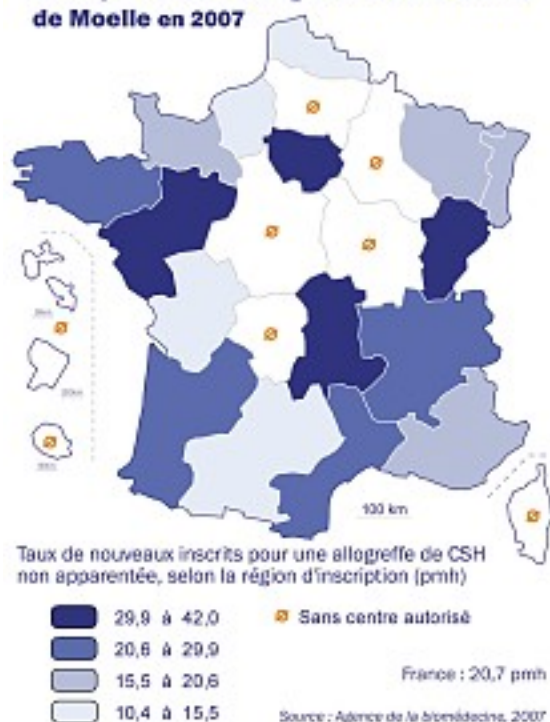 de Moelle en 2007
100 km
Taux de nouveaux inscrits pour une allogreffe de CSH
non apparentée, selon la région d'inscription (pmh)
29,9 à 42,0
Sans centre autorisé
20,6 à 29,9
15,5 à 20,6
France : 20,7 pmh
10,4 à 15,5
Source : Agence de la biomédecine, 2007